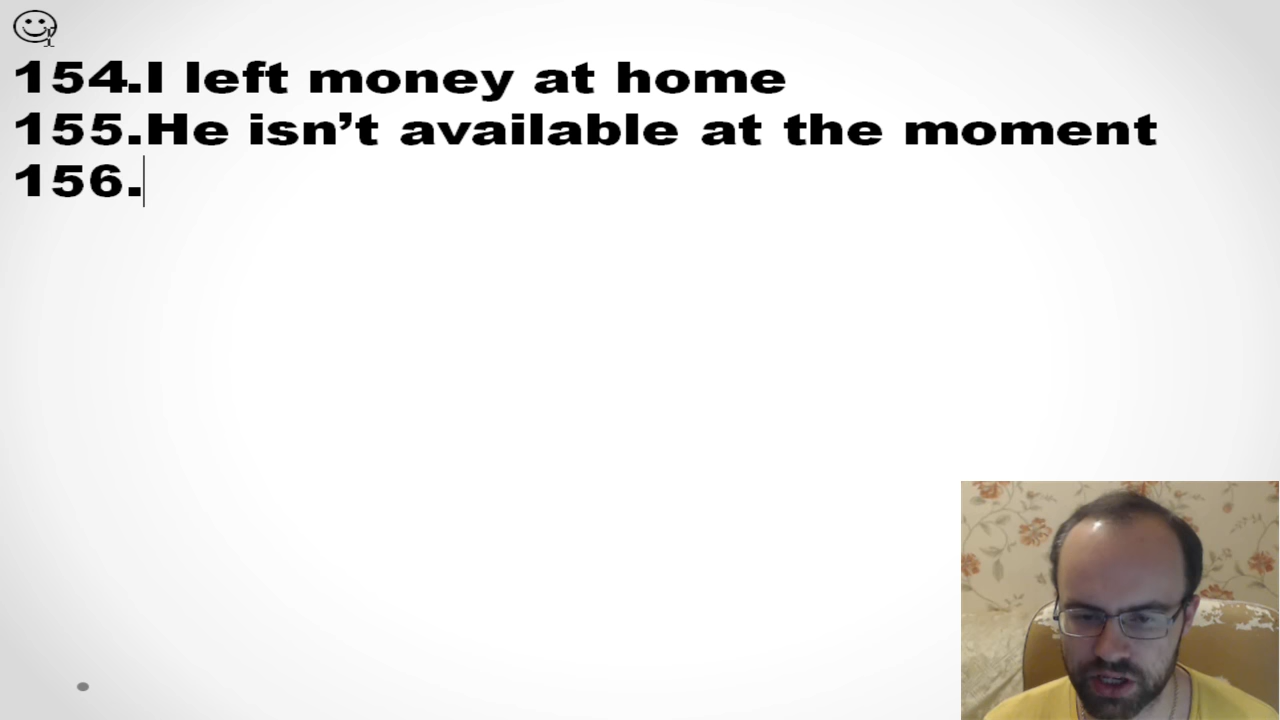 154.I left money at home
155.He isn’t available at the moment
156.